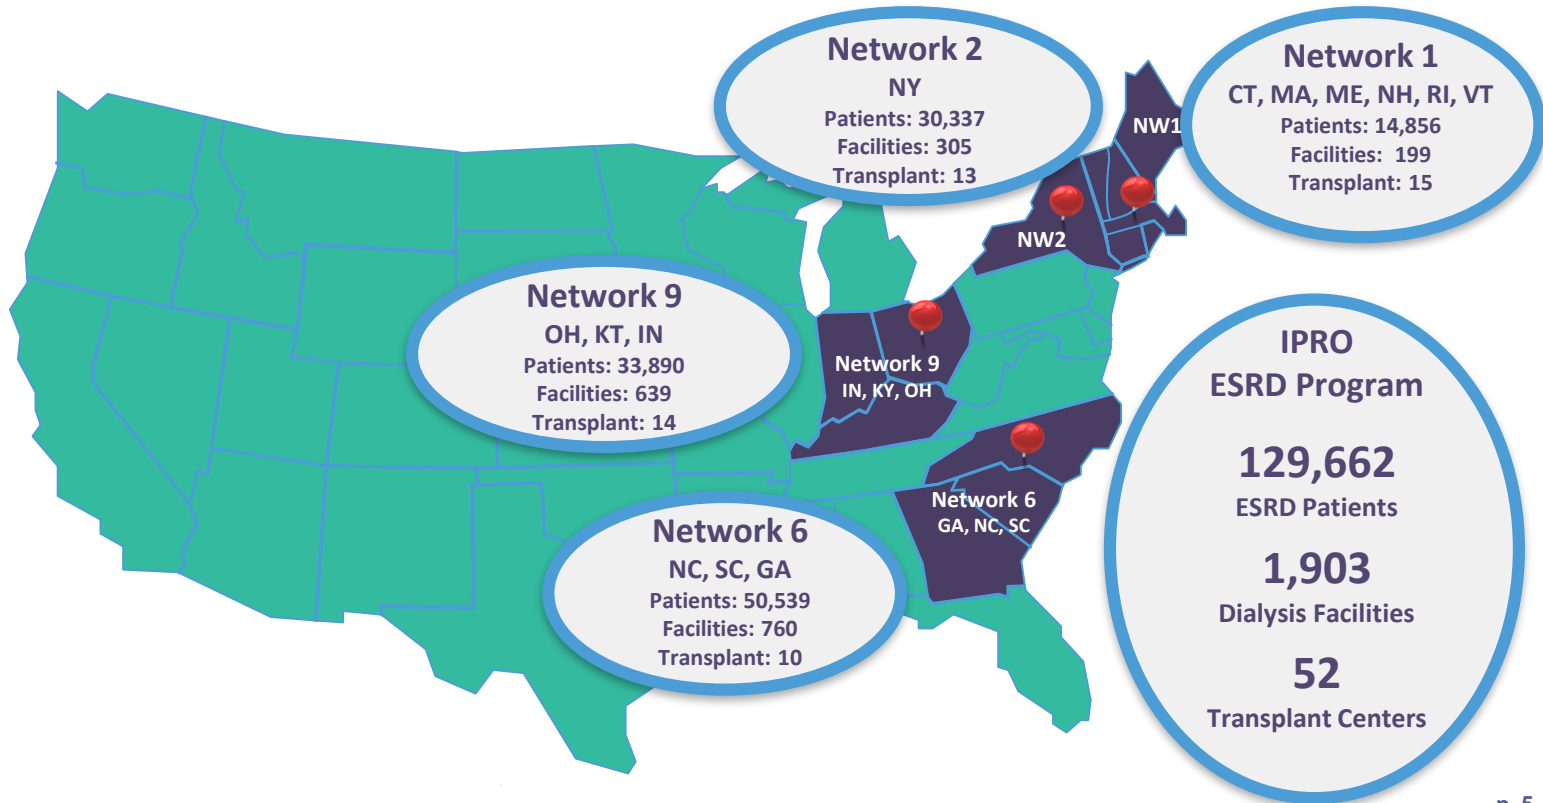 Network 2
NY
Patients: 30,337
Facilities: 305
Transplant: 13
Network 1
CT, MA, ME, NH, RI, VT
Patients: 14,856
Facilities: 199
Transplant: 15
NW1
NW2
Network 9
OH, KT, IN
Patients: 33,890
Facilities: 639
Transplant: 14
Network 9
IN, KY, OH
Network 6
GA, NC, SC
Network 6
NC, SC, GA
Patients: 50,539
Facilities: 760
Transplant: 10
IPRO
ESRD Program
129,662
ESRD Patients
1,903
Dialysis Facilities
52
Transplant Centers
p. 5